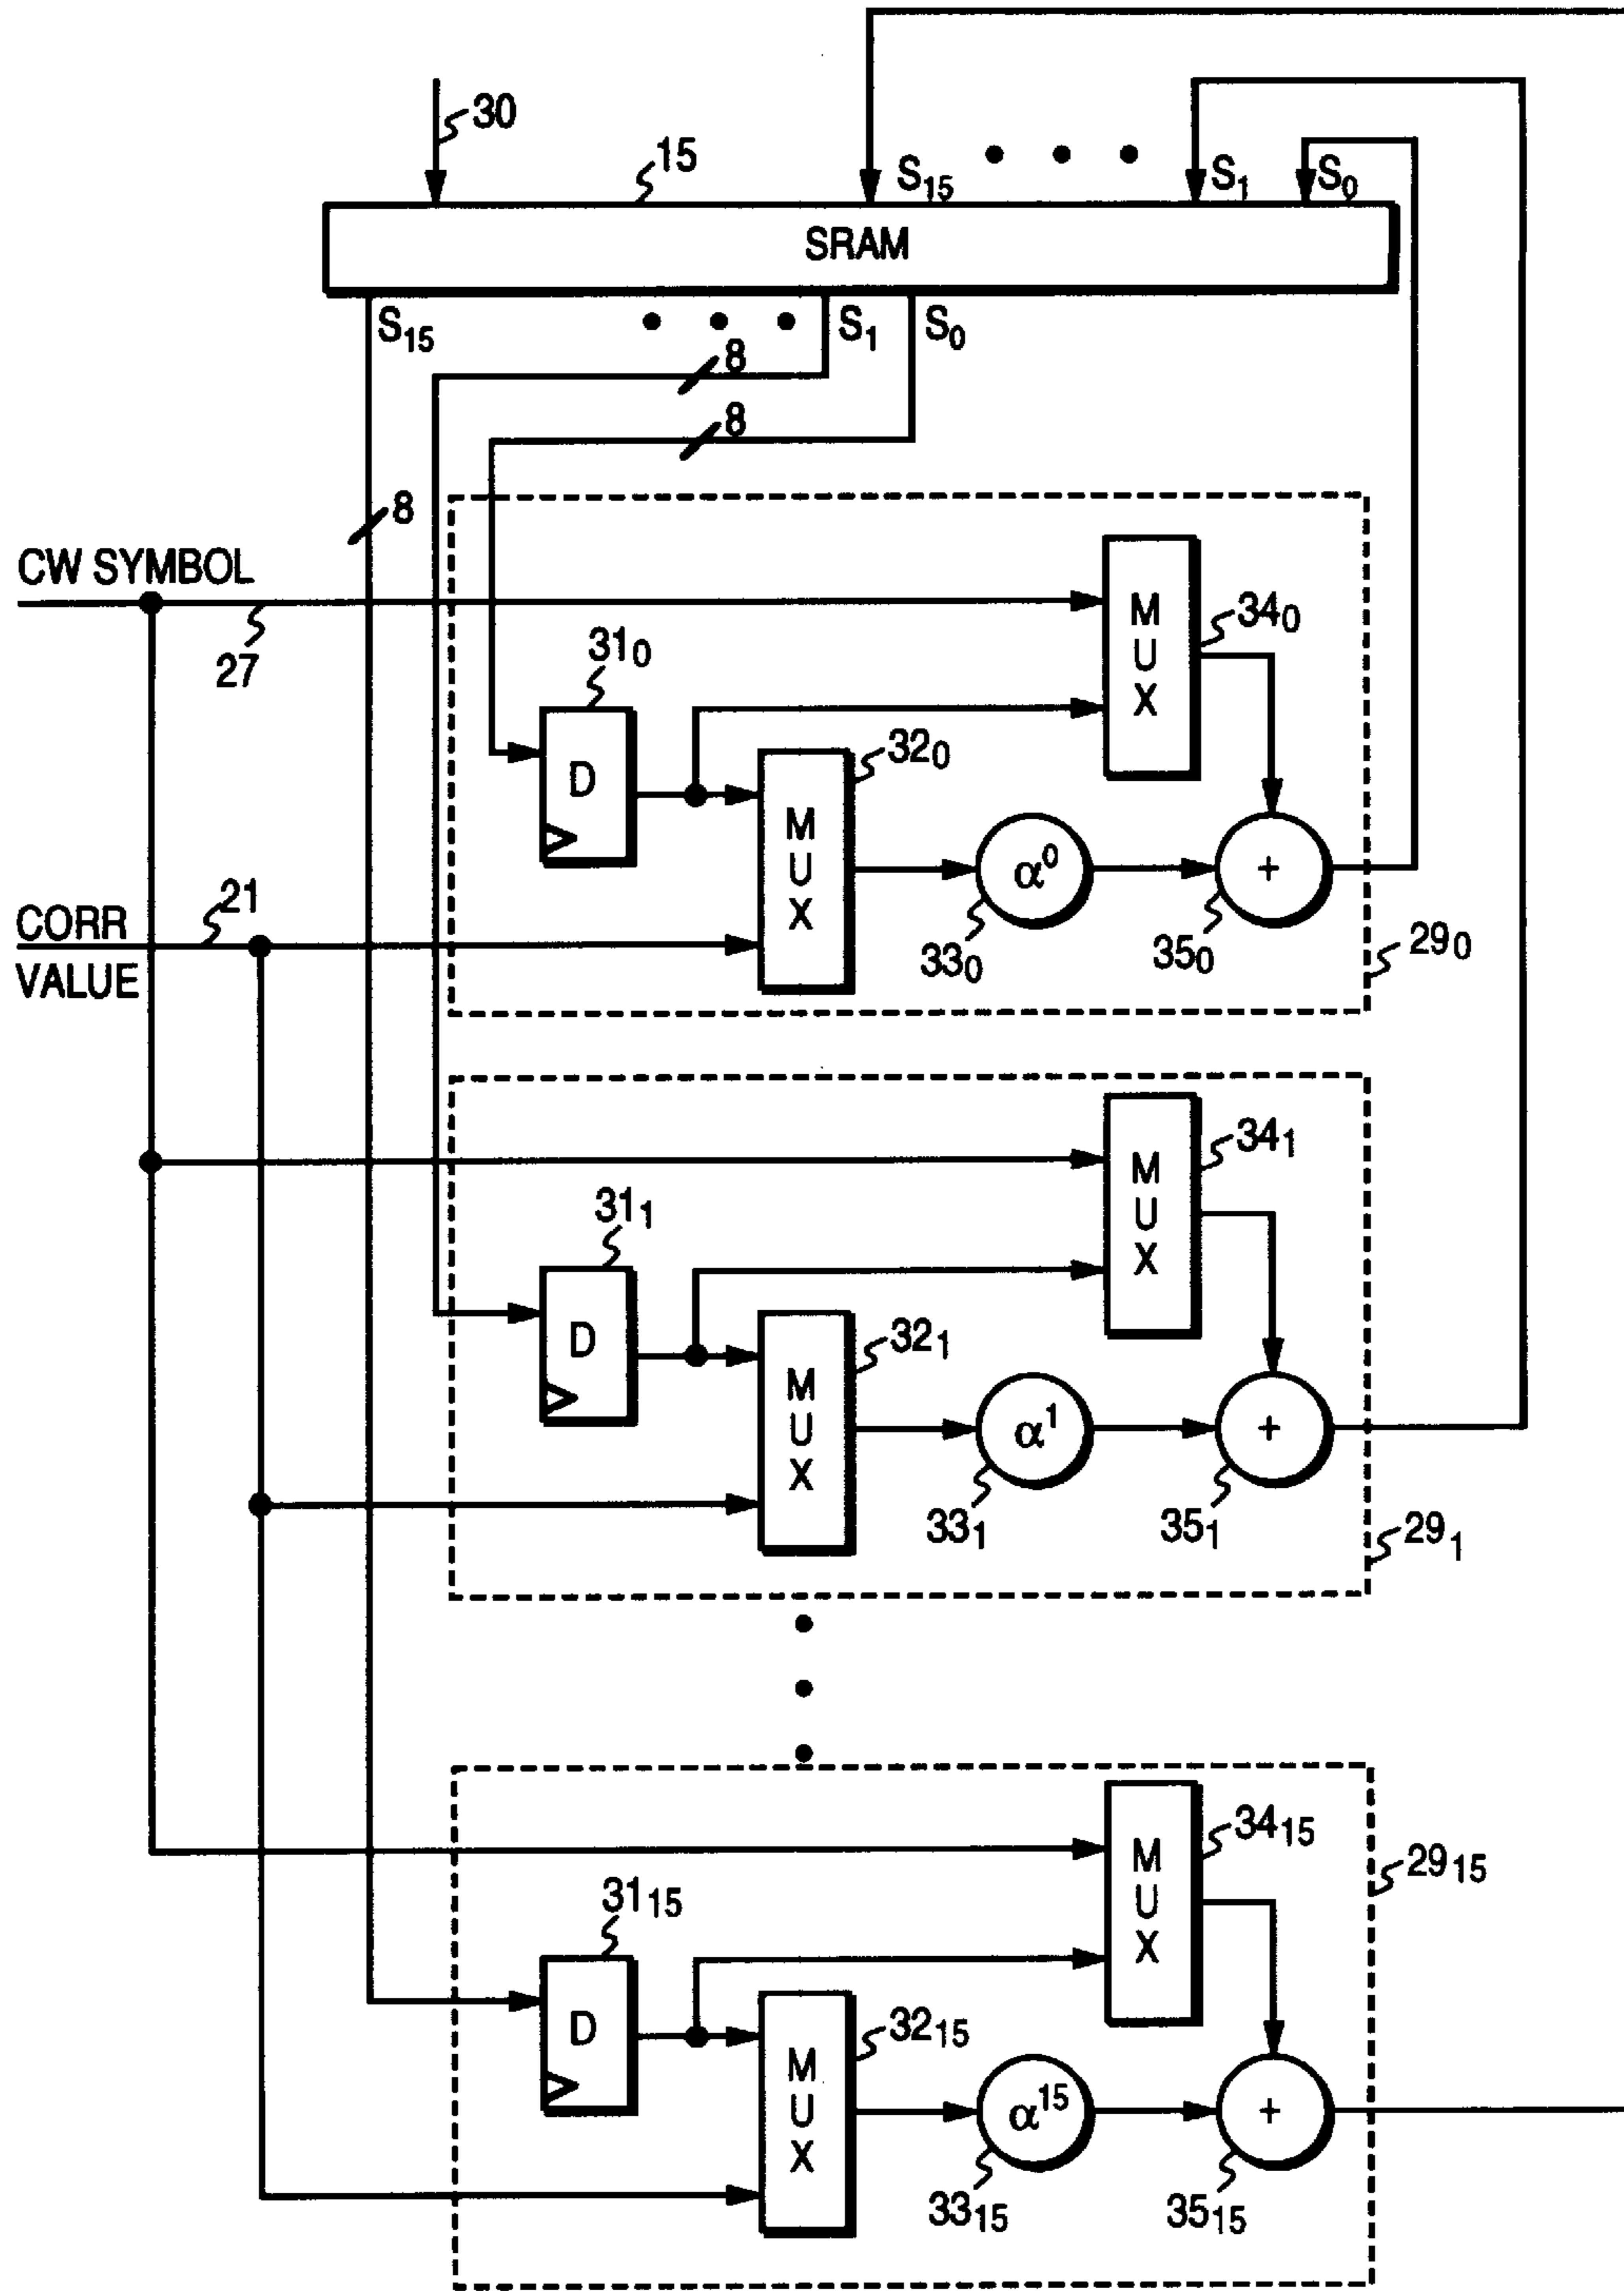 30
15
S15 • • • S1 S0
SRAM
S15 • • • S1 S0
8
8
8
CW SYMBOL
27
M
U
X
34₀
31₀
D
M
U
X
32₀
α⁰
33₀
+
35₀
29₀
CORR
VALUE
21
M
U
X
34₁
31₁
D
M
U
X
32₁
α¹
33₁
+
35₁
29₁
M
U
X
34₁₅
29₁₅
31₁₅
D
M
U
X
32₁₅
α¹⁵
33₁₅
+
35₁₅